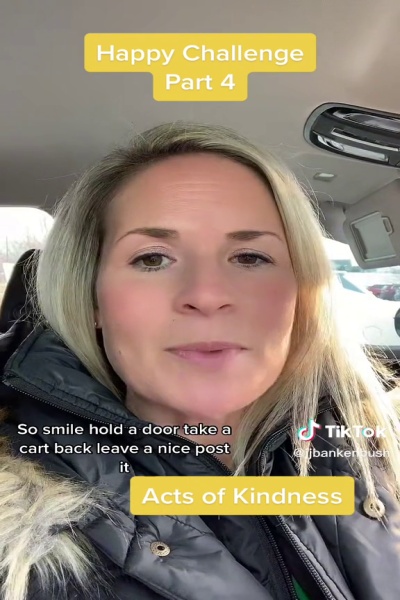 Happy Challenge
Part 4
So smile hold a door take a
cart back leave a nice post
it
TikTok
Acts of Kindness